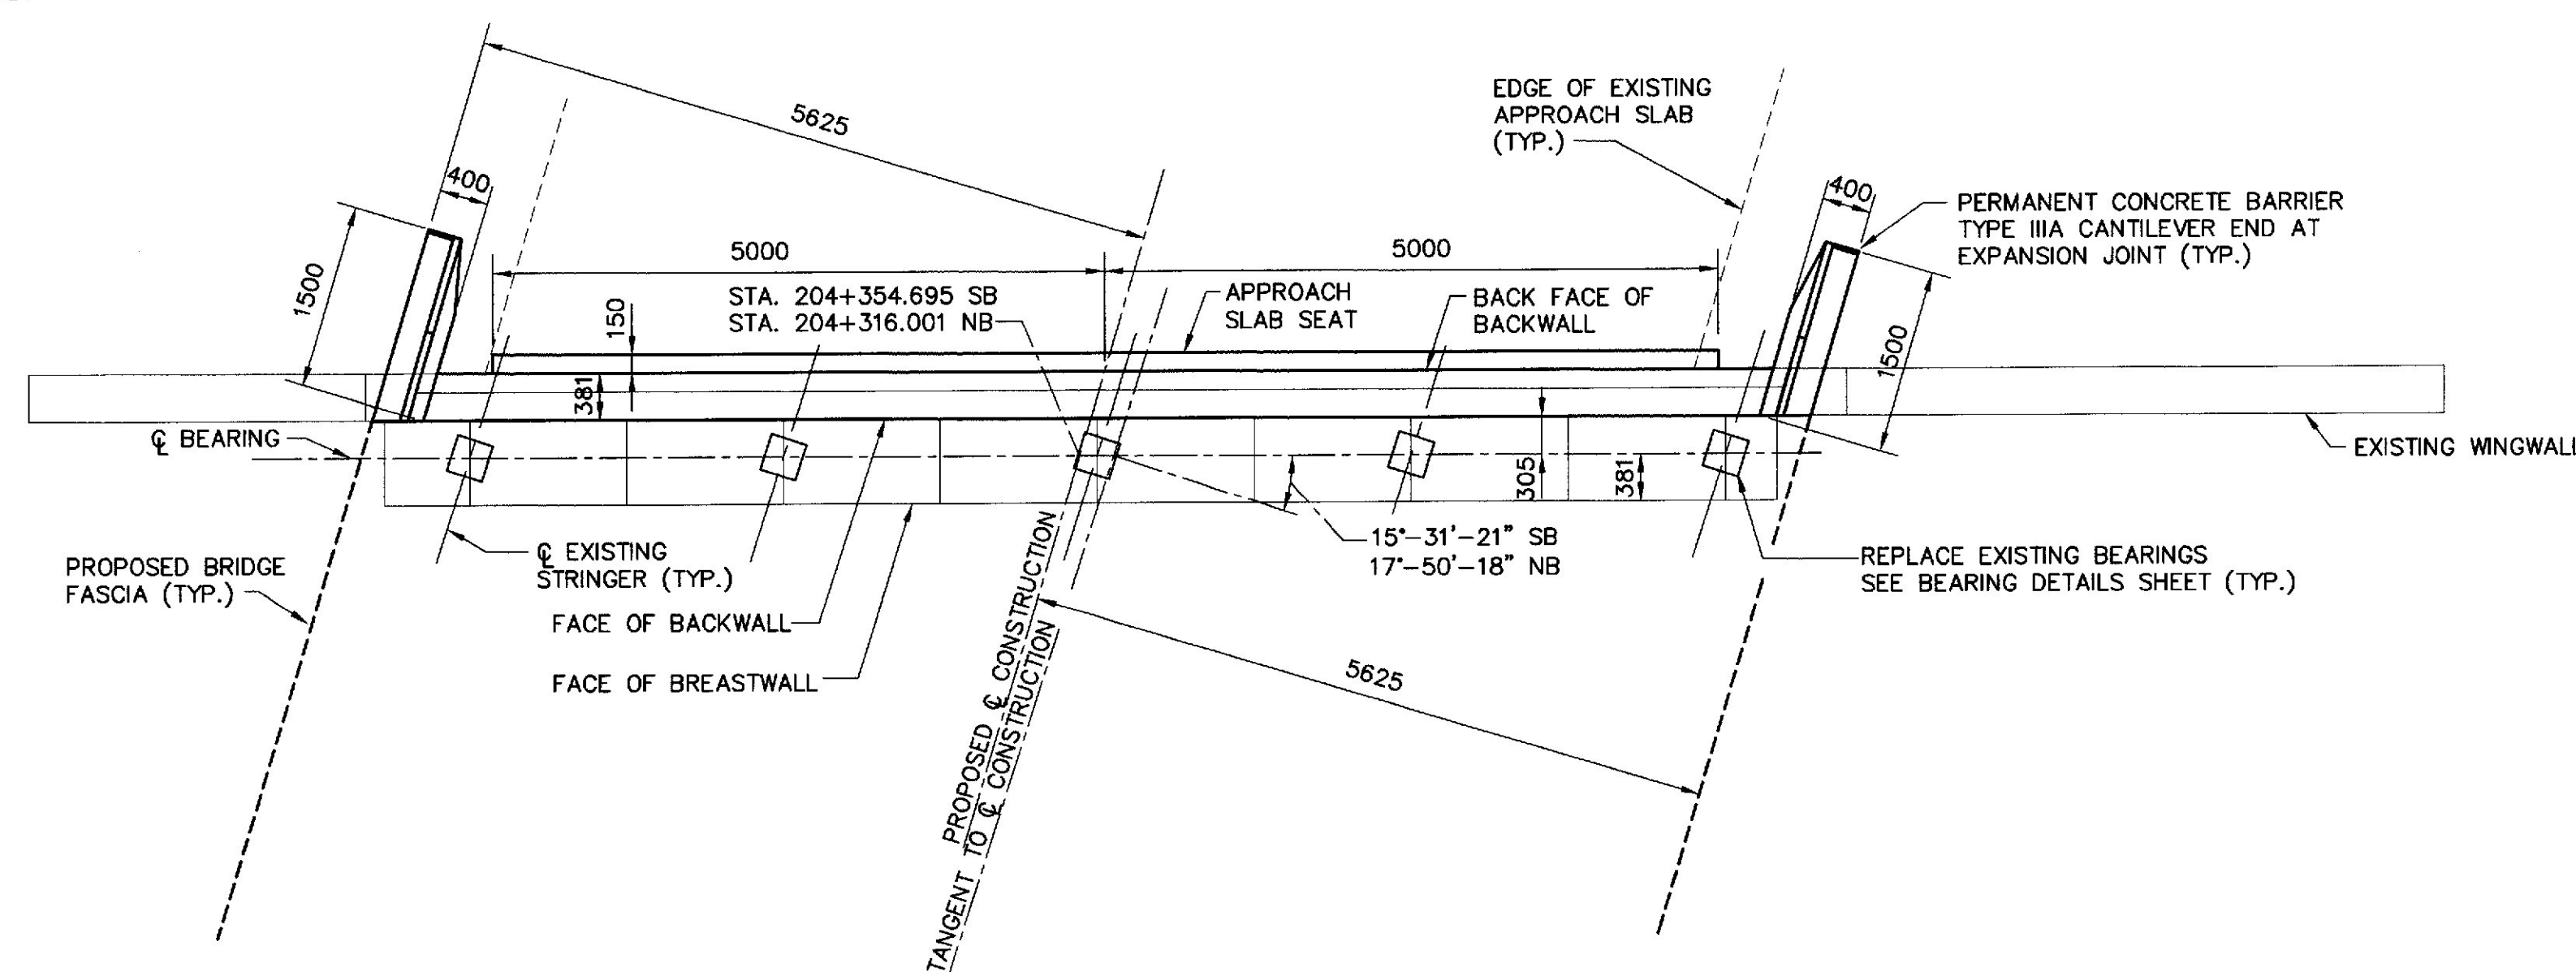 5625
EDGE OF EXISTING
APPROACH SLAB
(TYP.)
400
400
PERMANENT CONCRETE BARRIER
TYPE IIIA CANTILEVER END AT
EXPANSION JOINT (TYP.)
1500
5000
5000
STA. 204+354.695 SB
STA. 204+316.001 NB
150
APPROACH
SLAB SEAT
BACK FACE OF
BACKWALL
1500
381
℄ BEARING
EXISTING WINGWALL
305
381
15°-31'-21" SB
17°-50'-18" NB
PROPOSED BRIDGE
FASCIA (TYP.)
℄ EXISTING
STRINGER (TYP.)
REPLACE EXISTING BEARINGS
SEE BEARING DETAILS SHEET (TYP.)
FACE OF BACKWALL
FACE OF BREASTWALL
PROPOSED ℄ CONSTRUCTION
TANGENT TO ℄ CONSTRUCTION
5625